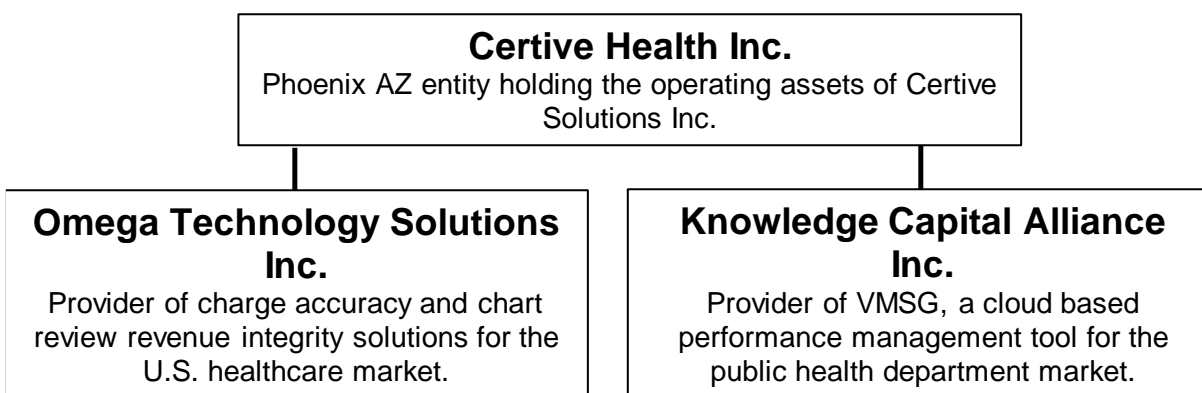 Certive Health Inc.
Phoenix AZ entity holding the operating assets of Certive
Solutions Inc.
Omega Technology Solutions
Inc.
Provider of charge accuracy and chart
review revenue integrity solutions for the
U.S. healthcare market.
Knowledge Capital Alliance
Inc.
Provider of VMSG, a cloud based
performance management tool for the
public health department market.